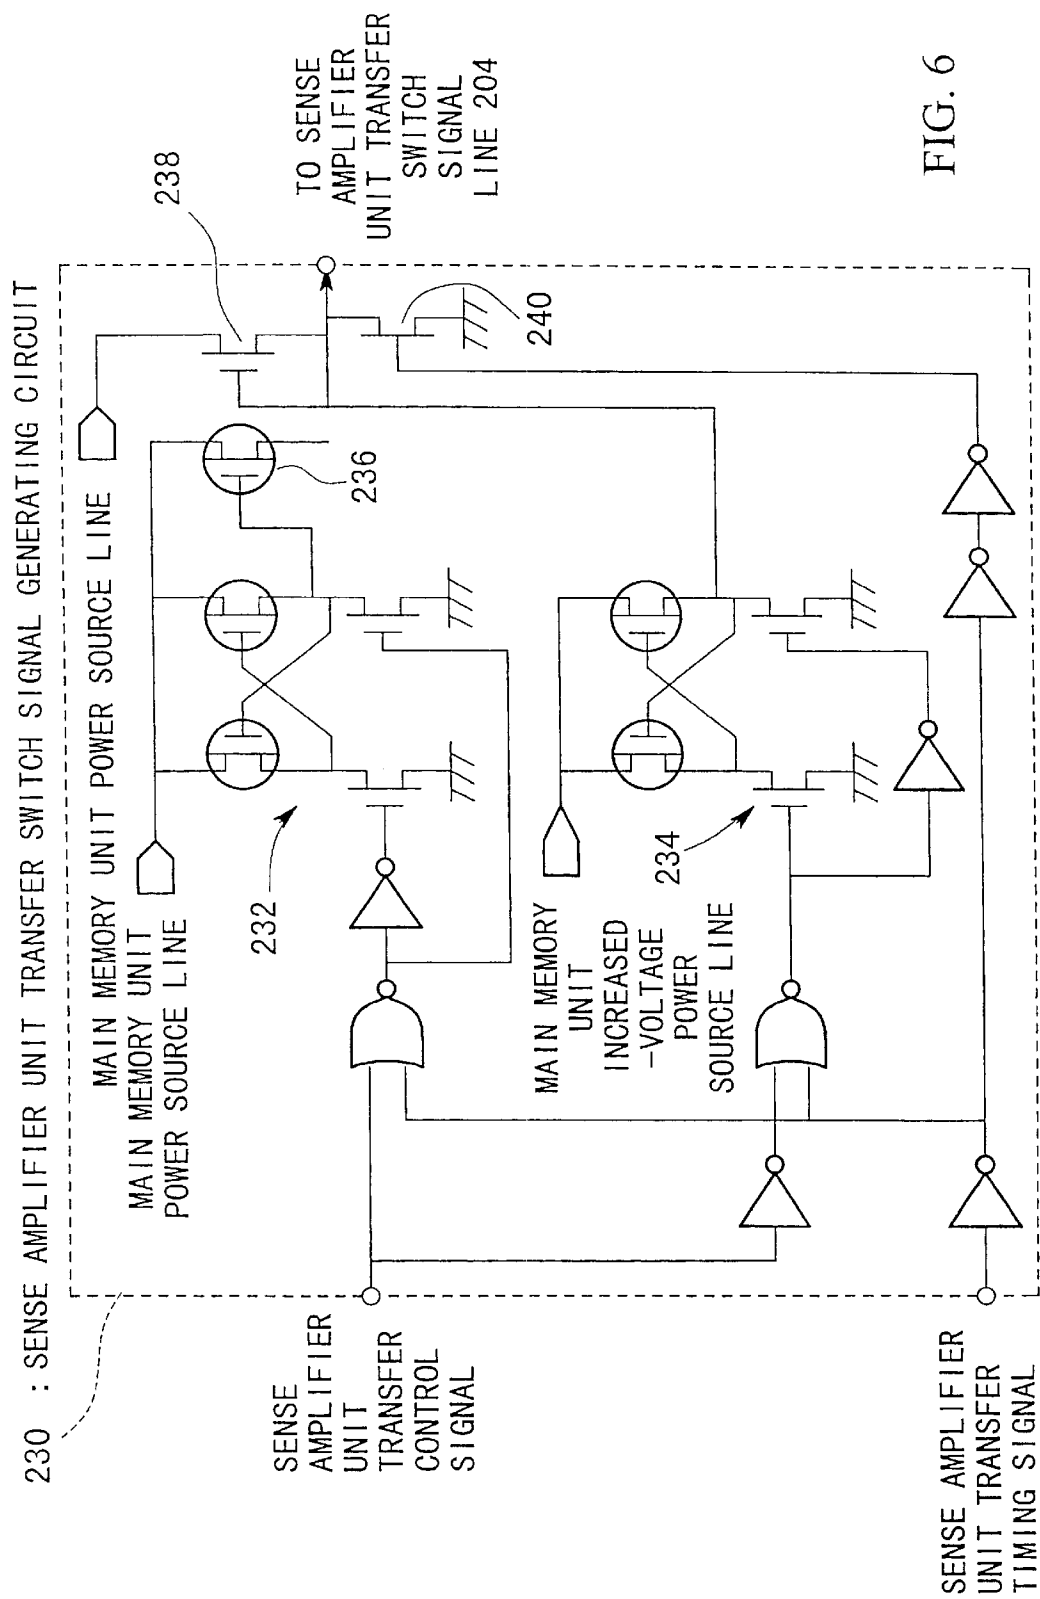 230 : SENSE AMPLIFIER UNIT TRANSFER SWITCH SIGNAL GENERATING CIRCUIT
MAIN MEMORY UNIT POWER SOURCE LINE
MAIN MEMORY UNIT
POWER SOURCE LINE
238
232
236
TO SENSE
AMPLIFIER
UNIT TRANSFER
SWITCH
SIGNAL
LINE 204
240
SENSE
AMPLIFIER
UNIT
TRANSFER
CONTROL
SIGNAL
MAIN MEMORY
UNIT
INCREASED
-VOLTAGE
POWER
SOURCE LINE
234
SENSE AMPLIFIER
UNIT TRANSFER
TIMING SIGNAL
FIG. 6